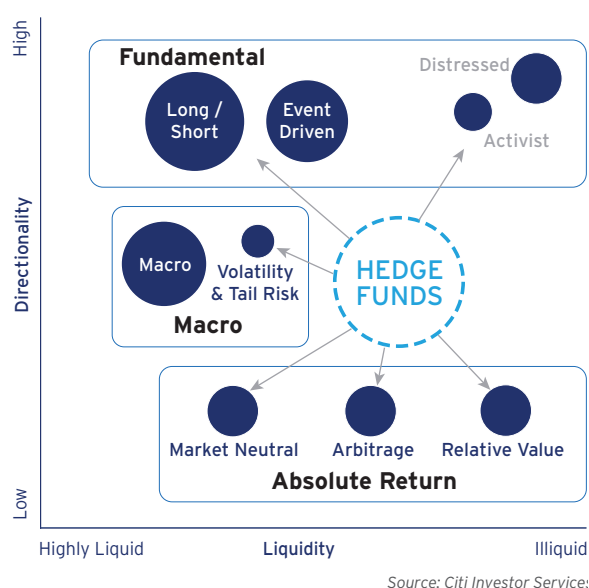 High
Fundamental
Distressed
Long /
Short
Event
Driven
Activist
Directionality
HEDGE
FUNDS
Macro
Volatility
& Tail Risk
Macro
Market Neutral
Arbitrage
Relative Value
Absolute Return
Low
Highly Liquid
Liquidity
Illiquid
Source: Citi Investor Services